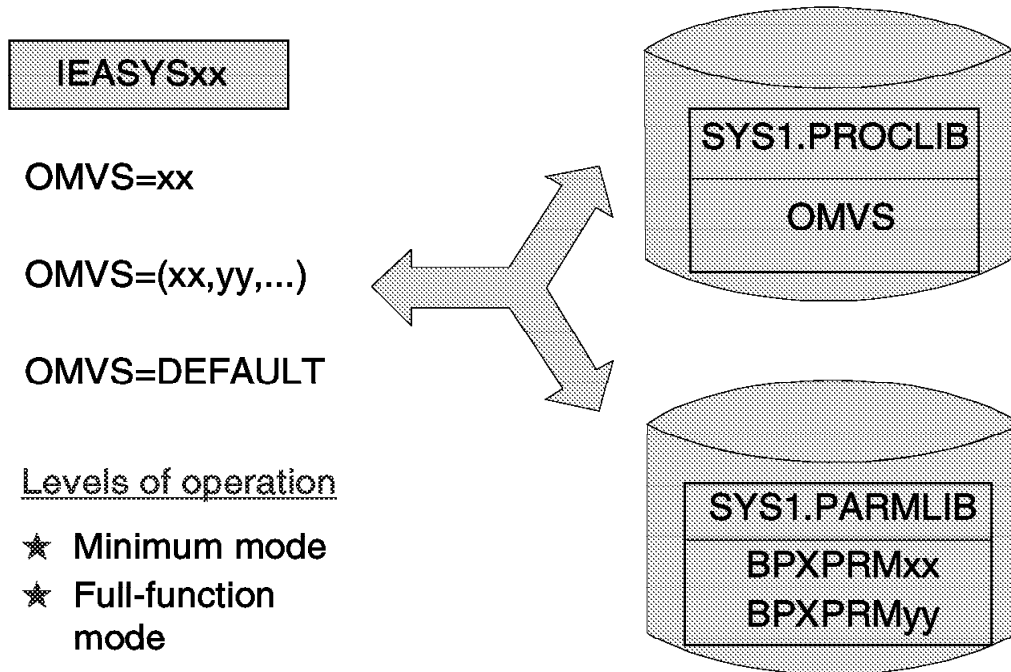 IEASYSxx
OMVS=xx
OMVS=(xx,yy,...)
OMVS=DEFAULT
Levels of operation
Minimum mode
Full-function
mode
SYS1.PROCLIB
OMVS
SYS1.PARMLIB
BPXPRMxx
BPXPRMyy